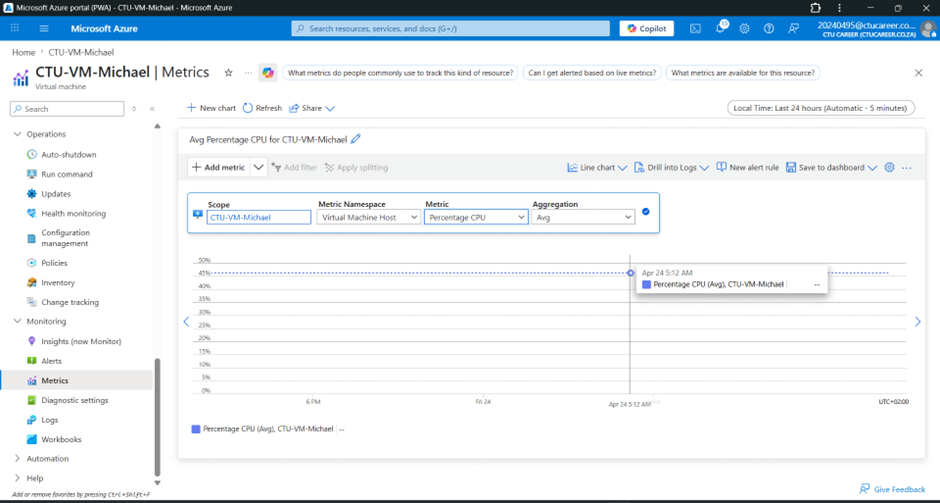 Microsoft Azure portal (PWA) - CTU-VM-Michael - Microsoft Azure
Microsoft Azure
Search resources, services, and docs (G+/)
Copilot
15
20240495@ctucareer.co...
CTU CAREER (CTUCAREER.CO.ZA)
Home > CTU-VM-Michael
CTU-VM-Michael | Metrics
Virtual machine
What metrics do people commonly use to track this kind of resource?
Can I get alerted based on live metrics?
What metrics are available for this resource?
Search
New chart
Refresh
Share
Local Time: Last 24 hours (Automatic - 5 minutes)
Operations
Auto-shutdown
Run command
Updates
Health monitoring
Configuration
management
Policies
Inventory
Change tracking
Monitoring
Insights (now Monitor)
Alerts
Metrics
Diagnostic settings
Logs
Workbooks
Automation
Help
Add or remove favorites by pressing Ctrl+Shift+F
Avg Percentage CPU for CTU-VM-Michael
Add metric
Add filter
Apply splitting
Line chart
Drill into Logs
New alert rule
Save to dashboard
Scope
CTU-VM-Michael
Metric Namespace
Virtual Machine Host
Metric
Percentage CPU
Aggregation
Avg
50%
45%
40%
35%
30%
25%
20%
15%
10%
5%
0%
Apr 24 5:12 AM
Percentage CPU (Avg), CTU-VM-Michael | --
6 PM
Fri 24
Apr 24 5:12 AM
UTC+02:00
Percentage CPU (Avg), CTU-VM-Michael | --
Give Feedback